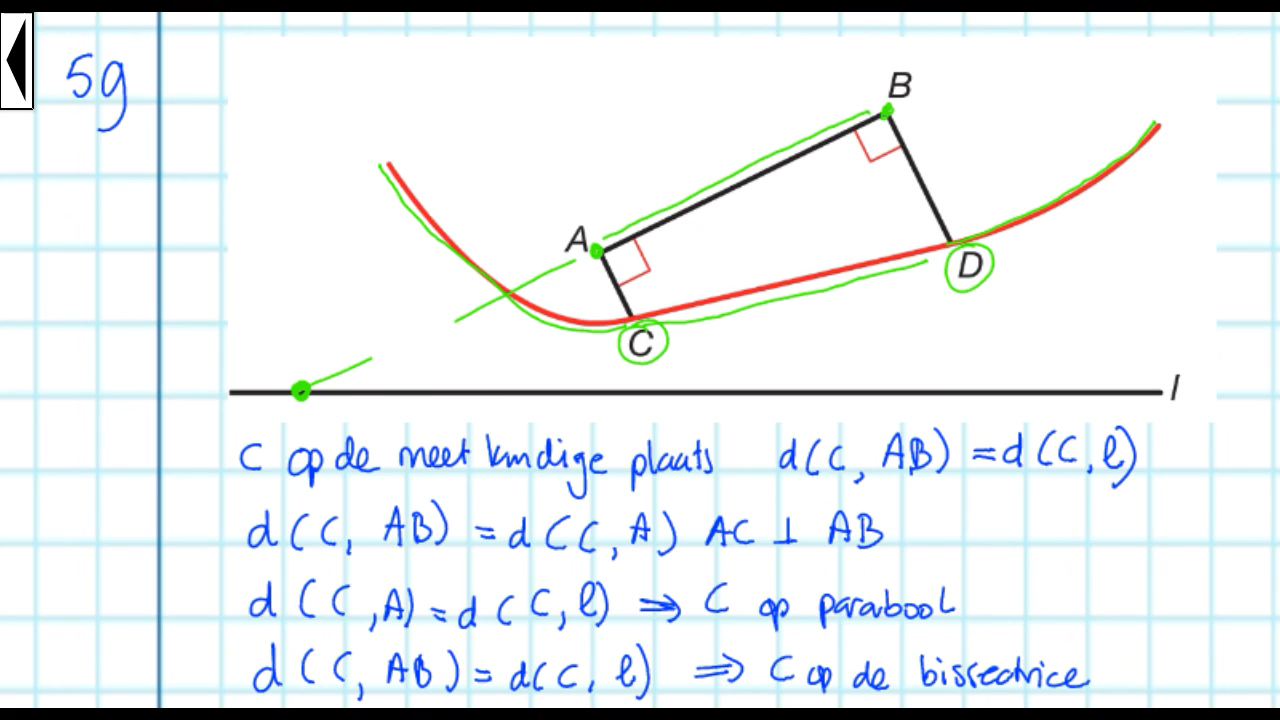 5g
B
A
D
C
l
C op de meetkundige plaats d(C, AB) = d(C, l)
d(C, AB) = d(C, A) AC ⊥ AB
d(C, A) = d(C, l) ⇒ C op parabool
d(C, AB) = d(C, l) ⇒ C op de bissectrice